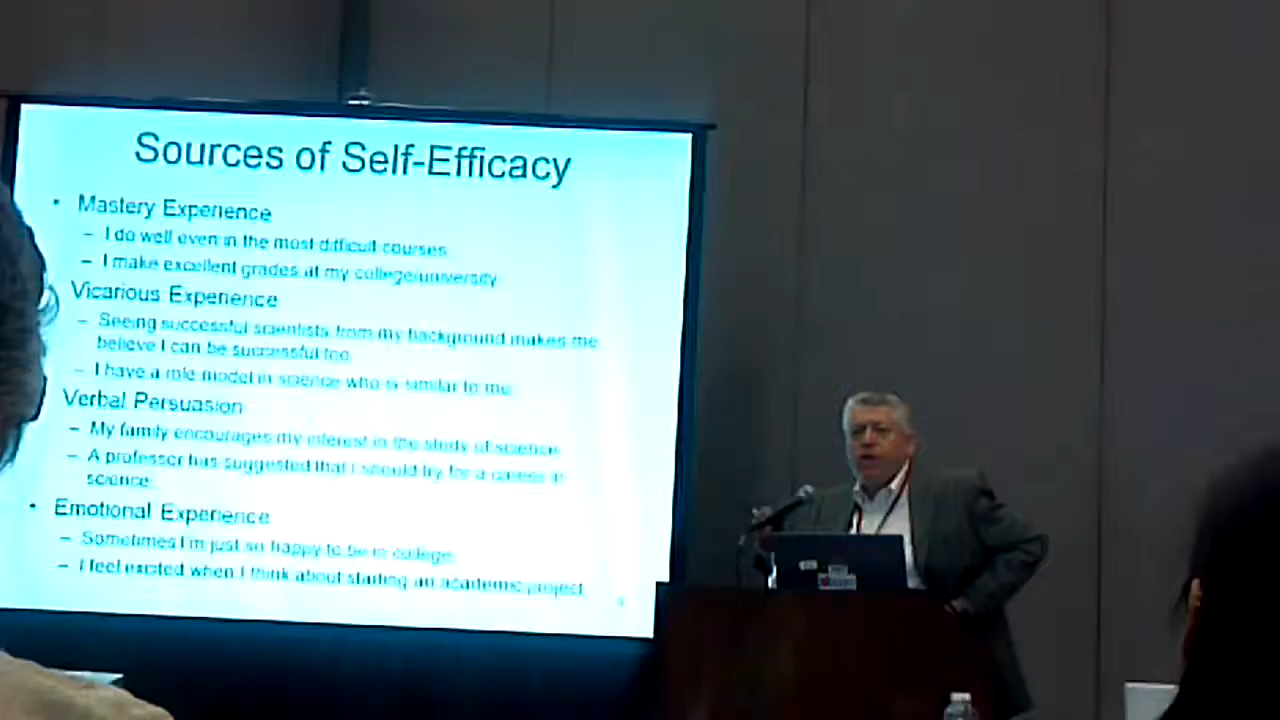 Sources of Self-Efficacy
• Mastery Experience
– I do well even in the most difficult courses
– I make excellent grades at my college/university
Vicarious Experience
– Seeing successful scientists from my background makes me
believe I can be successful too
– I have a role model in science who is similar to me
Verbal Persuasion
– My family encourages my interest in the study of science
– A professor has suggested that I should try for a career in
science
• Emotional Experience
– Sometimes I'm just so happy to be in college
– I feel excited when I think about starting an academic project